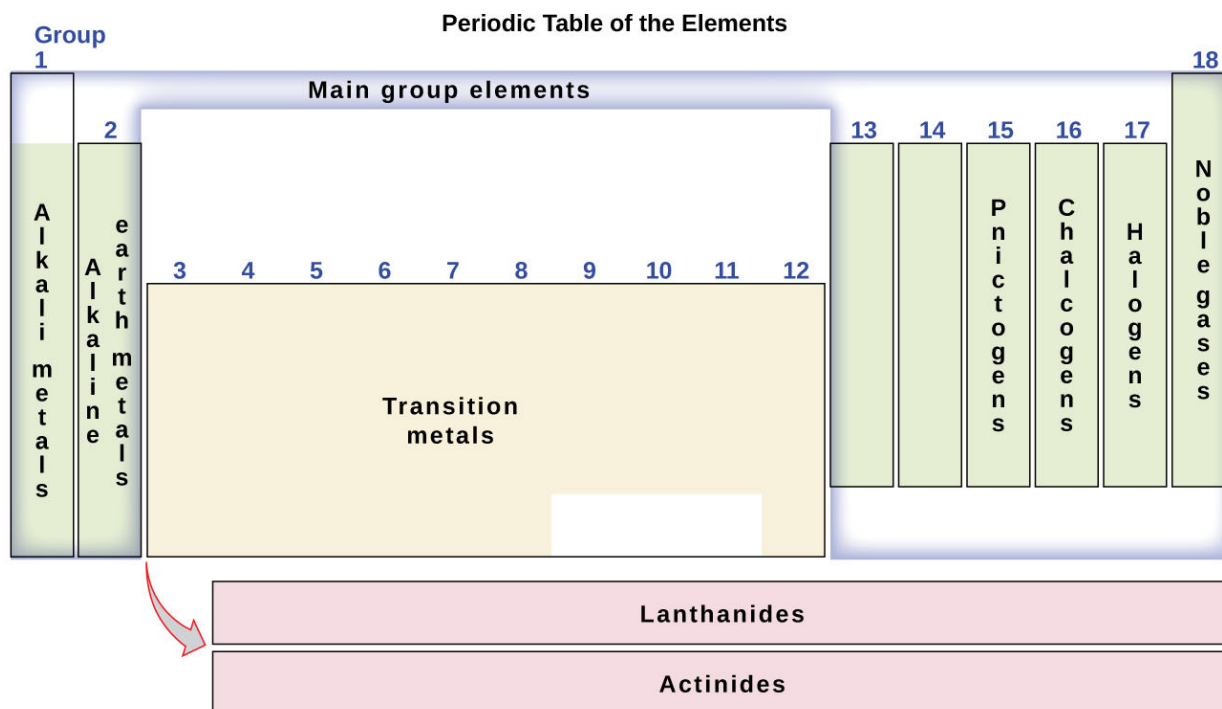 Periodic Table of the Elements
Group
1
18
Main group elements
2
13 14 15 16 17
3 4 5 6 7 8 9 10 11 12
Alkali metals
Alkaline
earth metals
Transition
metals
Pnictogens
Chalcogens
Halogens
Noble gases
Lanthanides
Actinides